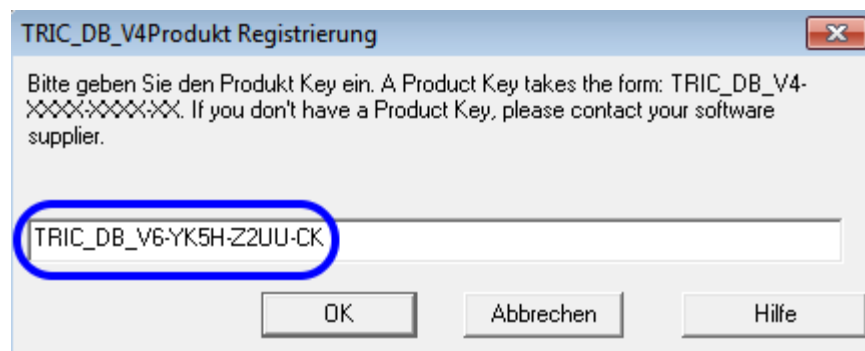 TRIC_DB_V4Produkt Registrierung
Bitte geben Sie den Produkt Key ein. A Product Key takes the form: TRIC_DB_V4-
XXXX-XXXX-XX. If you don't have a Product Key, please contact your software
supplier.
TRIC_DB_V6-YK5H-Z2UU-CK
OK Abbrechen Hilfe